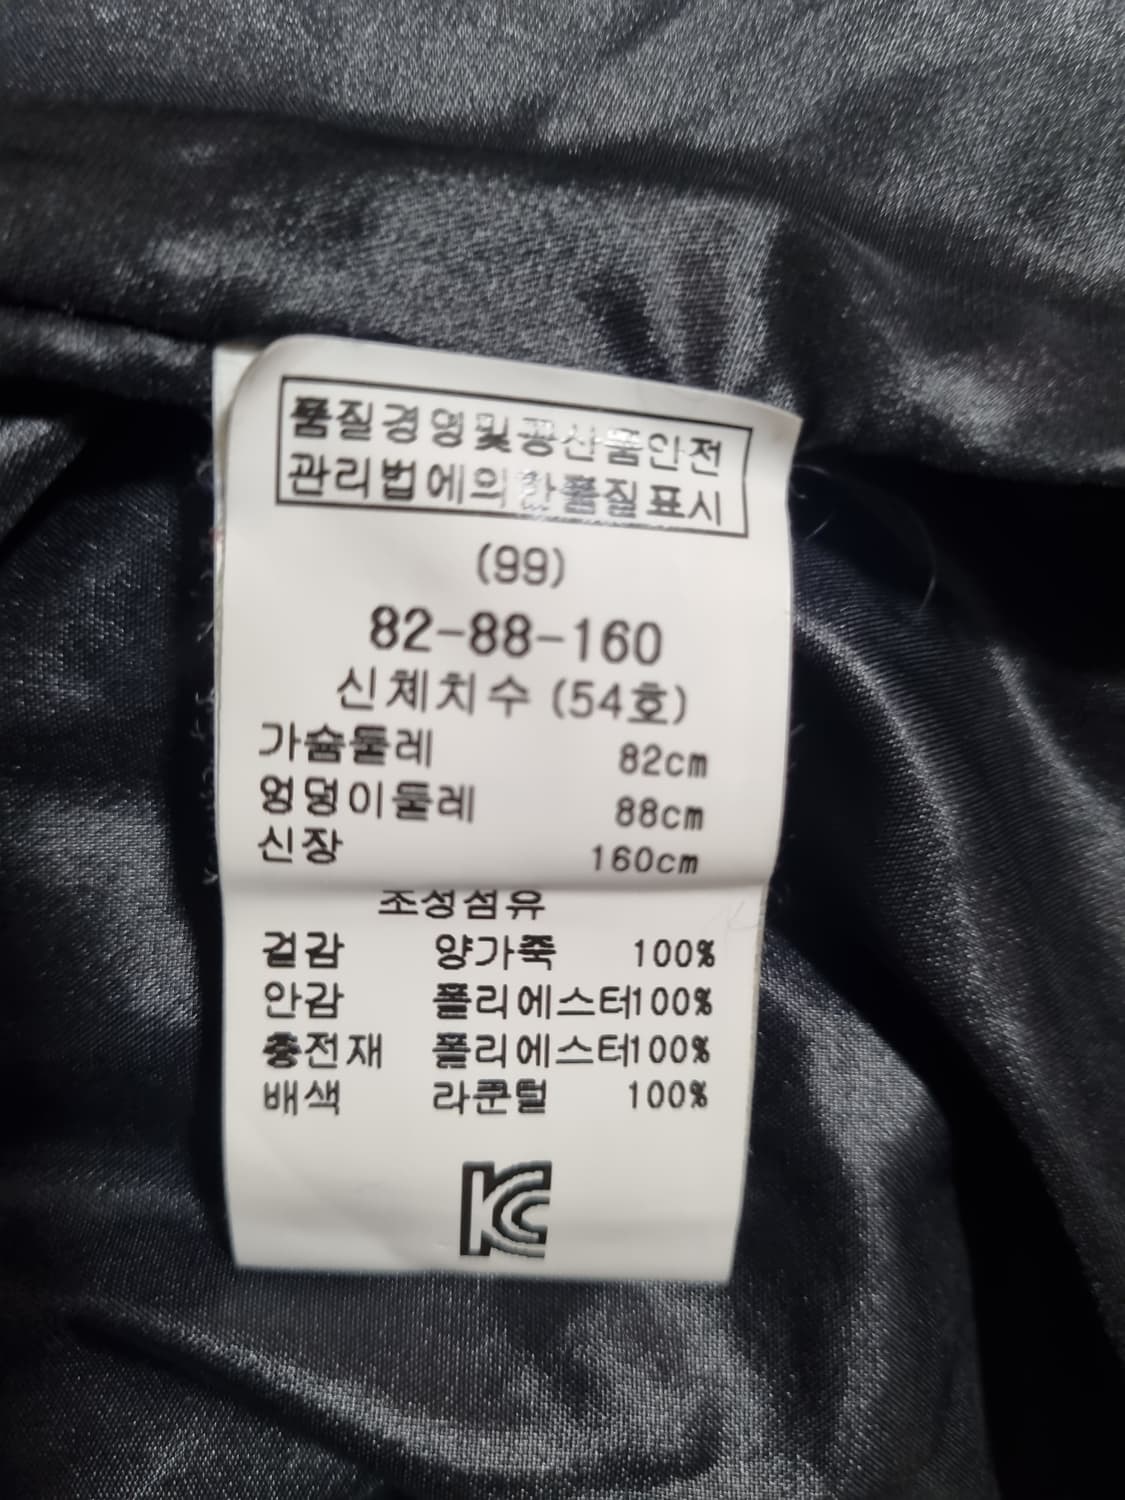 품질경영및공산품안전
관리법에의한품질표시
(99)
82-88-160
신체치수 (54호)
가슴둘레 82cm
엉덩이둘레 88cm
신장 160cm
조성섬유
겉감 양가죽 100%
안감 폴리에스터100%
충전재 폴리에스터100%
배색 라쿤털 100%
KC